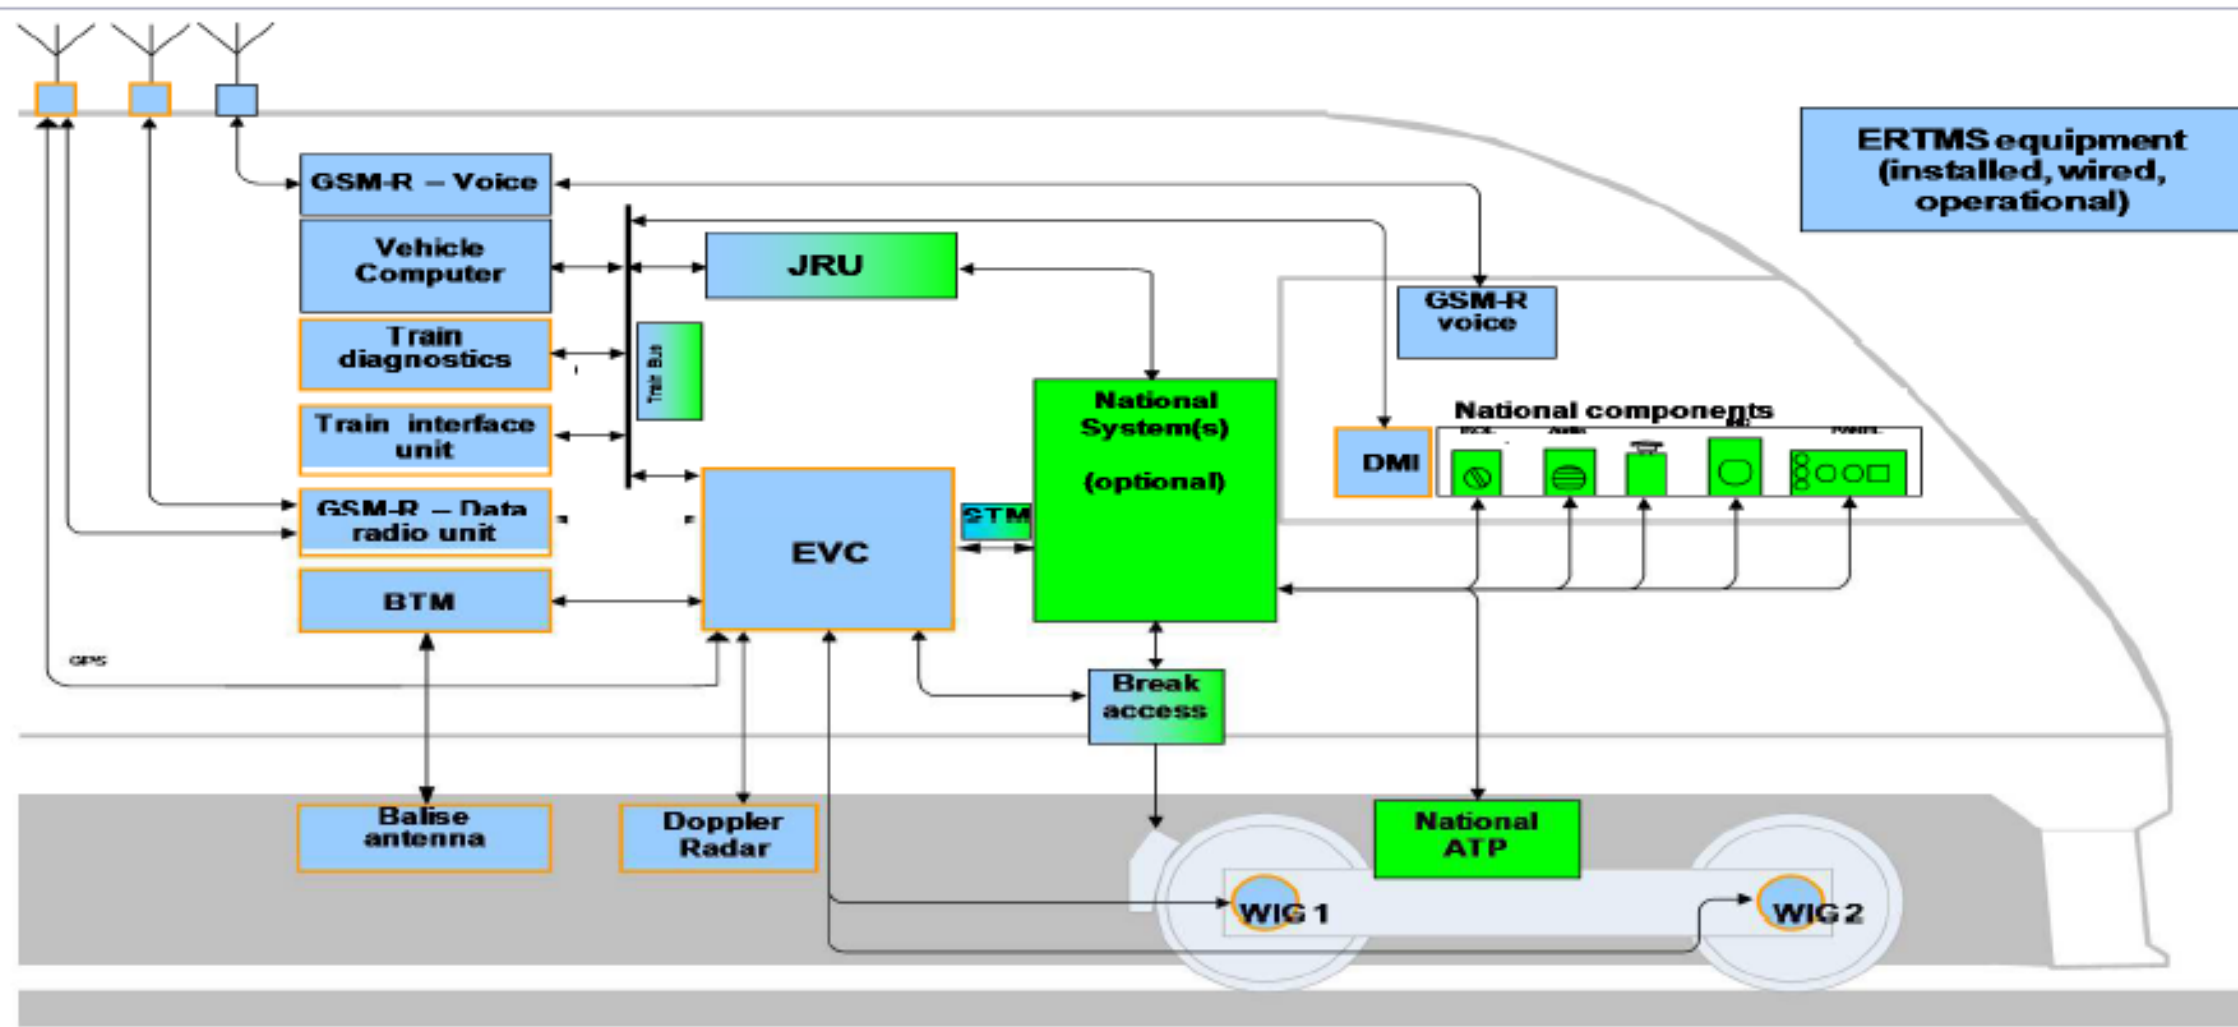 GSM-R – Voice
Vehicle
Computer
Train
diagnostics
Train interface
unit
GSM-R – Data
radio unit
BTM
GPS
Balise
antenna
Doppler
Radar
JRU
Train Bus
EVC
STM
National
System(s)
(optional)
Break
access
GSM-R
voice
National components
DMI
National
ATP
WIG 1
WIG 2
ERTMS equipment
(installed, wired,
operational)